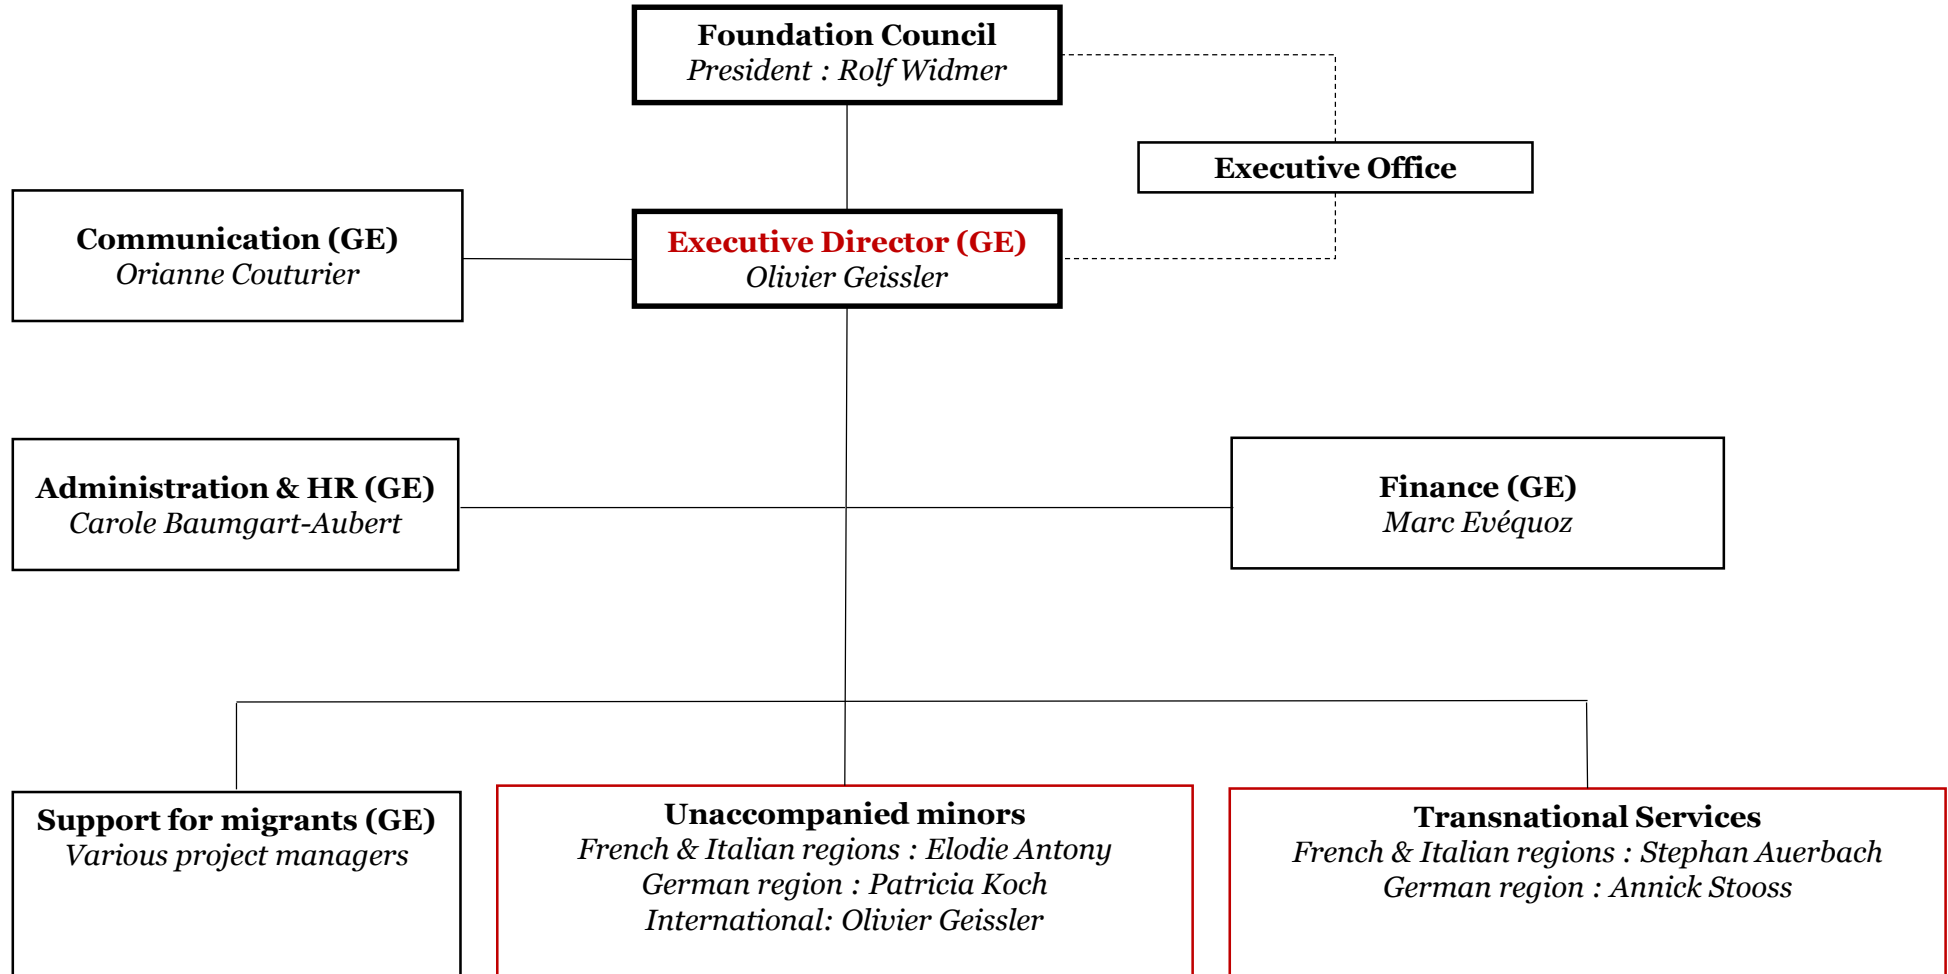 Foundation Council
President : Rolf Widmer
Executive Office
Communication (GE)
Orianne Couturier
Executive Director (GE)
Olivier Geissler
Administration & HR (GE)
Carole Baumgart-Aubert
Finance (GE)
Marc Evéquoz
Support for migrants (GE)
Various project managers
Unaccompanied minors
French & Italian regions : Elodie Antony
German region : Patricia Koch
International: Olivier Geissler
Transnational Services
French & Italian regions : Stephan Auerbach
German region : Annick Stooss